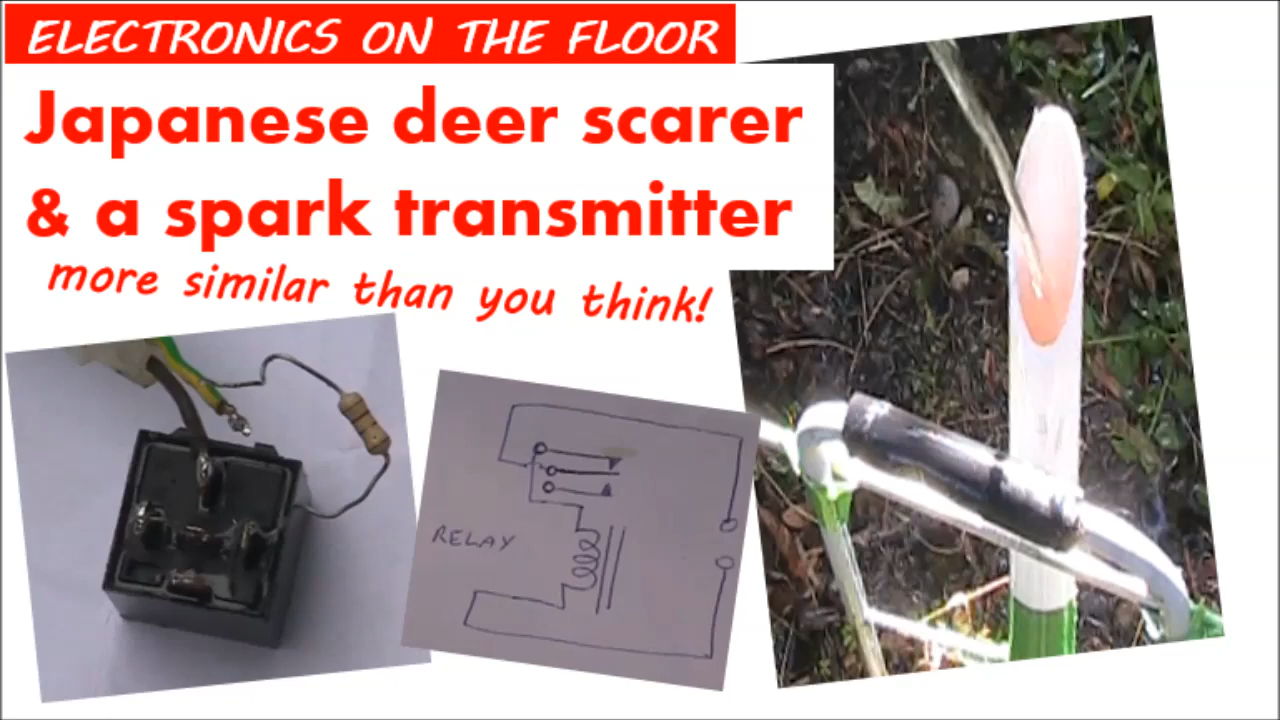 ELECTRONICS ON THE FLOOR
Japanese deer scarer
& a spark transmitter
more similar than you think!
RELAY